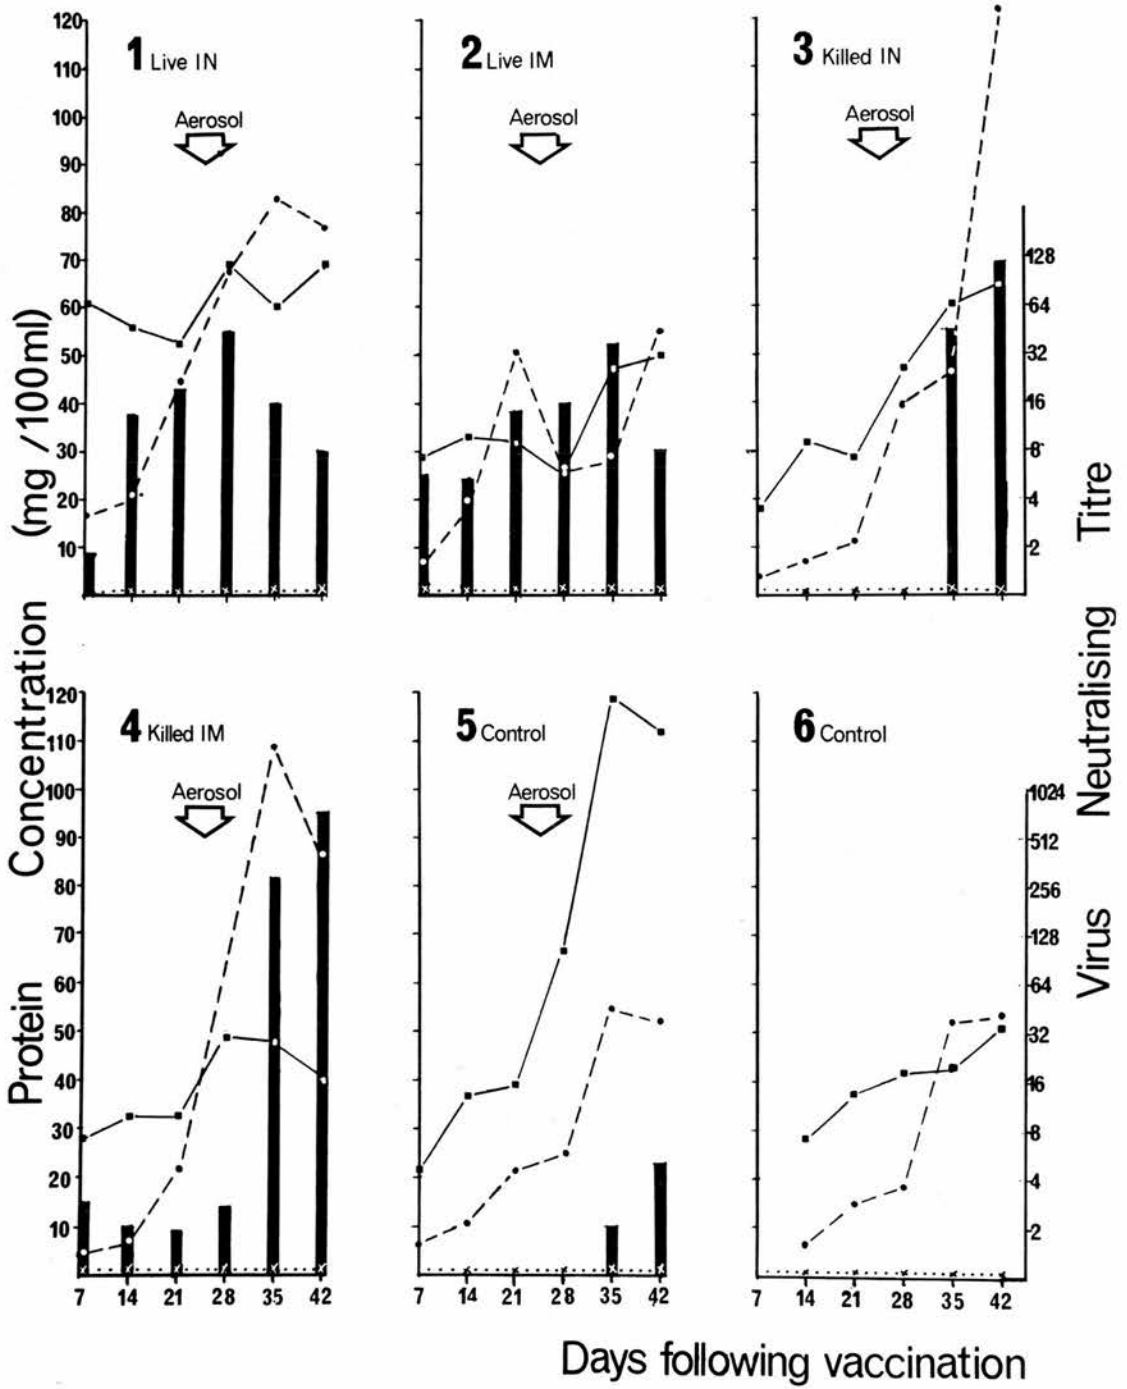 120
110
100
90
80
70
60
50
40
30
20
10
1 Live IN
Aerosol
2 Live IM
Aerosol
3 Killed IN
Aerosol
128
64
32
16
8
4
2
120
110
100
90
80
70
60
50
40
30
20
10
4 Killed IM
Aerosol
5 Control
Aerosol
6 Control
1024
512
256
128
64
32
16
8
4
2
7 14 21 28 35 42
7 14 21 28 35 42
7 14 21 28 35 42
Protein Concentration (mg /100ml)
Virus Neutralising Titre
Days following vaccination